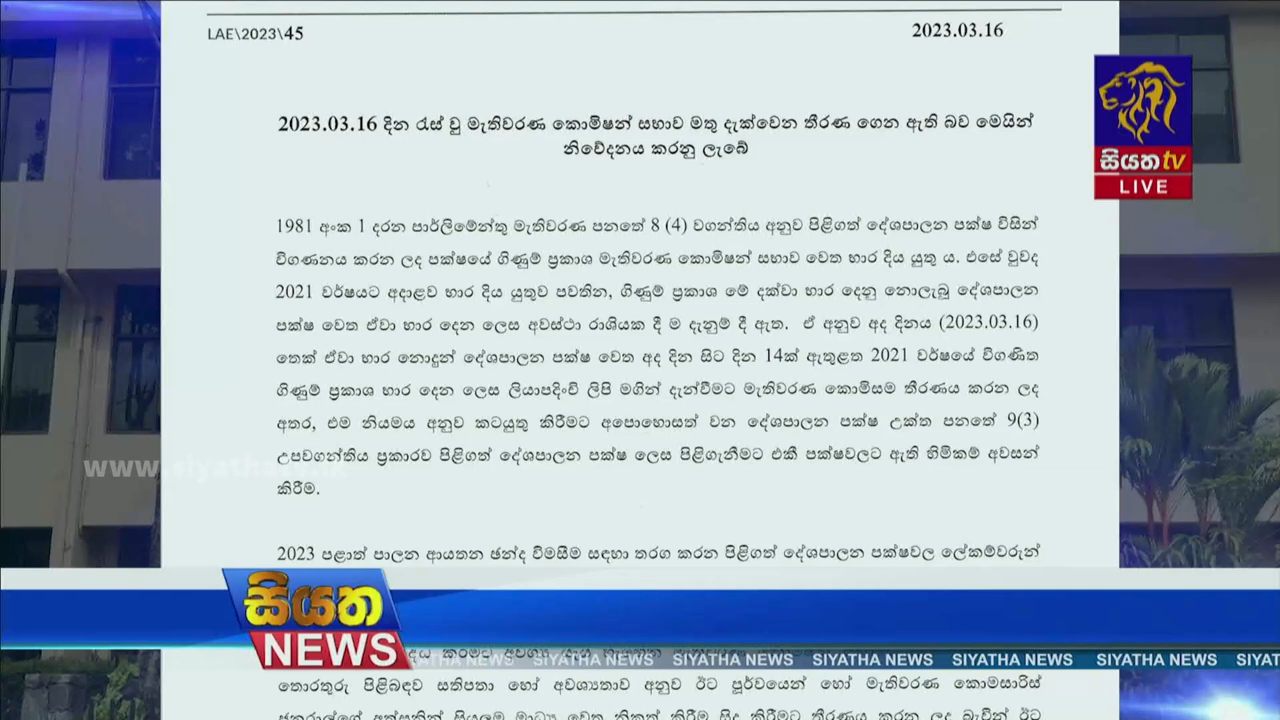 LAE\2023\45
2023.03.16
සියත tv
LIVE
2023.03.16 දින රැස් වු මැතිවරණ කොමිෂන් සභාව මතු දැක්වෙන තීරණ ගෙන ඇති බව මෙයින්
නිවේදනය කරනු ලැබේ
1981 අංක 1 දරන පාර්ලිමේන්තු මැතිවරණ පනතේ 8 (4) වගන්තිය අනුව පිළිගත් දේශපාලන පක්ෂ විසින්
විගණනය කරන ලද පක්ෂයේ ගිණුම් ප්‍රකාශ මැතිවරණ කොමිෂන් සභාව වෙත භාර දිය යුතු ය. එසේ වුවද
2021 වර්ෂයට අදාළව භාර දිය යුතුව පවතින, ගිණුම් ප්‍රකාශ මේ දක්වා භාර දෙනු නොලැබූ දේශපාලන
පක්ෂ වෙත ඒවා භාර දෙන ලෙස අවස්ථා රාශියක දී ම දැනුම් දී ඇත. ඒ අනුව අද දිනය (2023.03.16)
තෙක් ඒවා භාර නොදුන් දේශපාලන පක්ෂ වෙත අද දින සිට දින 14ක් ඇතුළත 2021 වර්ෂයේ විගණිත
ගිණුම් ප්‍රකාශ භාර දෙන ලෙස ලියාපදිංචි ලිපි මගින් දැන්වීමට මැතිවරණ කොමිසම තීරණය කරන ලද
අතර, එම නියමය අනුව කටයුතු කිරීමට අපොහොසත් වන දේශපාලන පක්ෂ උක්ත පනතේ 9(3)
උපවගන්තිය ප්‍රකාරව පිළිගත් දේශපාලන පක්ෂ ලෙස පිළිගැනීමට එකී පක්ෂවලට ඇති හිමිකම් අවසන්
කිරීම.
www.siyathatv.lk
2023 පළාත් පාලන ආයතන ඡන්ද විමසීම සඳහා තරග කරන පිළිගත් දේශපාලන පක්ෂවල ලේකම්වරුන්
සියත
NEWS
SIYATHA NEWS SIYATHA NEWS SIYATHA NEWS SIYATHA NEWS SIYATHA NEWS
තොරතුරු පිළිබඳව සතිපතා හෝ අවශ්‍යතාව අනුව ඊට පූර්වයෙන් හෝ මැතිවරණ කොමසාරිස්